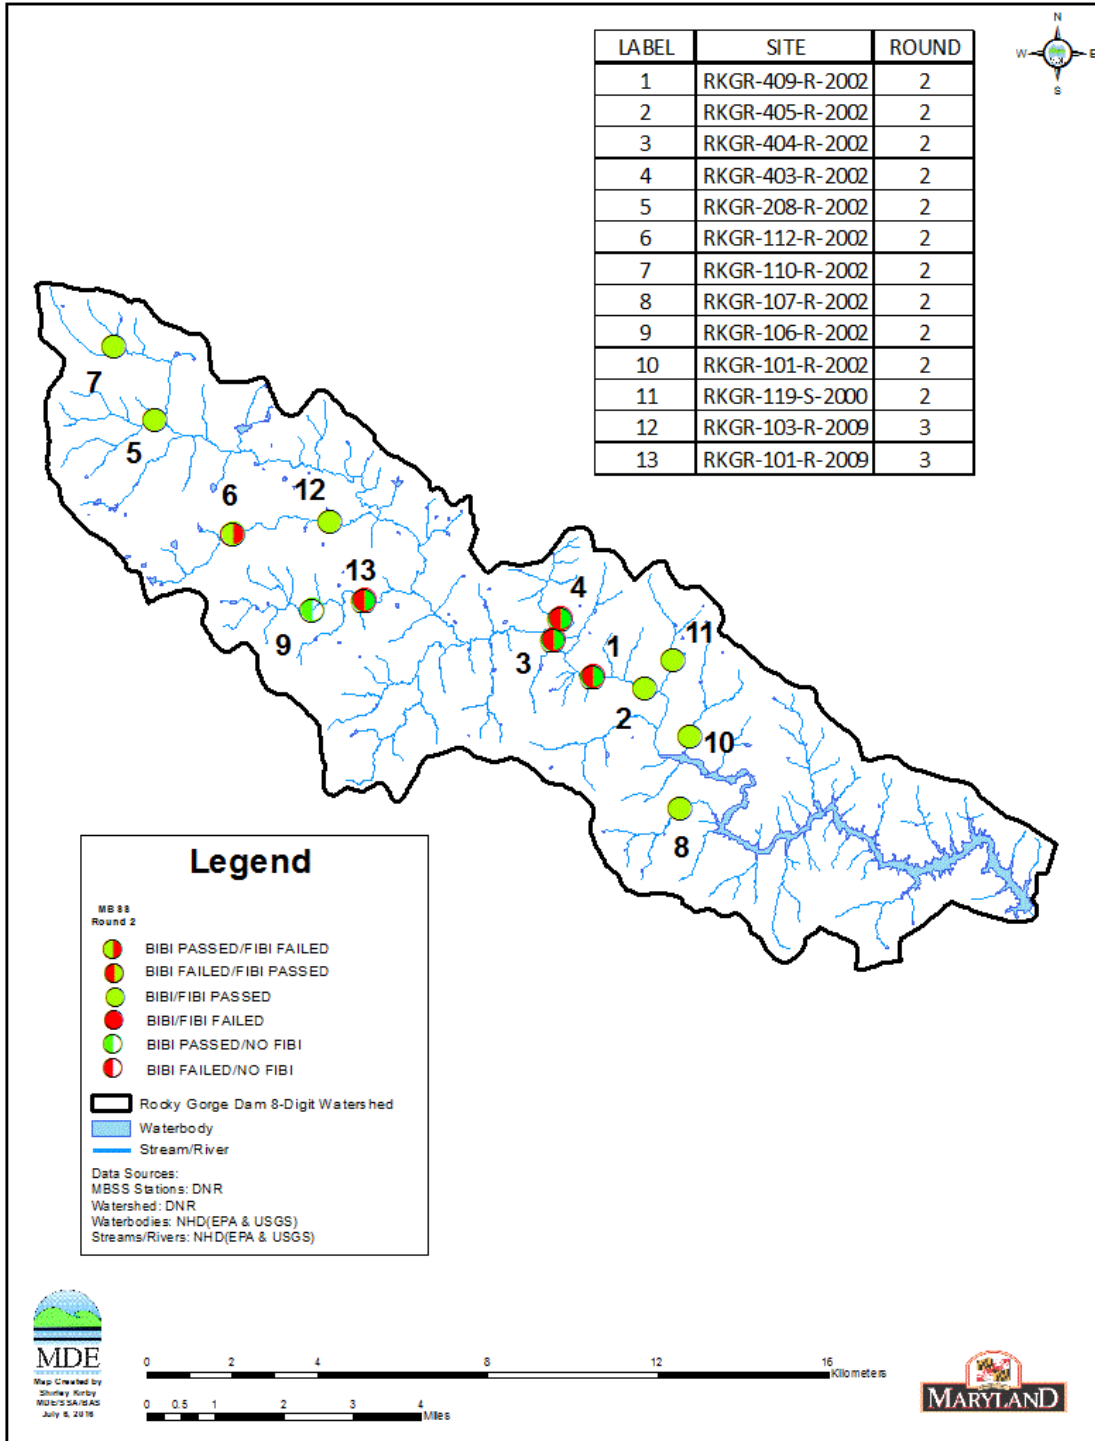 N
W E
S
LABEL SITE ROUND
1 RKGR-409-R-2002 2
2 RKGR-405-R-2002 2
3 RKGR-404-R-2002 2
4 RKGR-403-R-2002 2
5 RKGR-208-R-2002 2
6 RKGR-112-R-2002 2
7 RKGR-110-R-2002 2
8 RKGR-107-R-2002 2
9 RKGR-106-R-2002 2
10 RKGR-101-R-2002 2
11 RKGR-119-S-2000 2
12 RKGR-103-R-2009 3
13 RKGR-101-R-2009 3
7
5
6
12
13
9
4
3
1
11
2
10
8
Legend
MBSS
Round 2
BIBI PASSED/FIBI FAILED
BIBI FAILED/FIBI PASSED
BIBI/FIBI PASSED
BIBI/FIBI FAILED
BIBI PASSED/NO FIBI
BIBI FAILED/NO FIBI
Rocky Gorge Dam 8-Digit Watershed
Waterbody
Stream/River
Data Sources:
MBSS Stations: DNR
Watershed: DNR
Waterbodies: NHD(EPA & USGS)
Streams/Rivers: NHD(EPA & USGS)
MDE
Map Created by
Shirley Kirby
MDE/SSA/BAS
July 6, 2016
0 2 4 8 12 16
Kilometers
0 0.5 1 2 3 4
Miles
MARYLAND